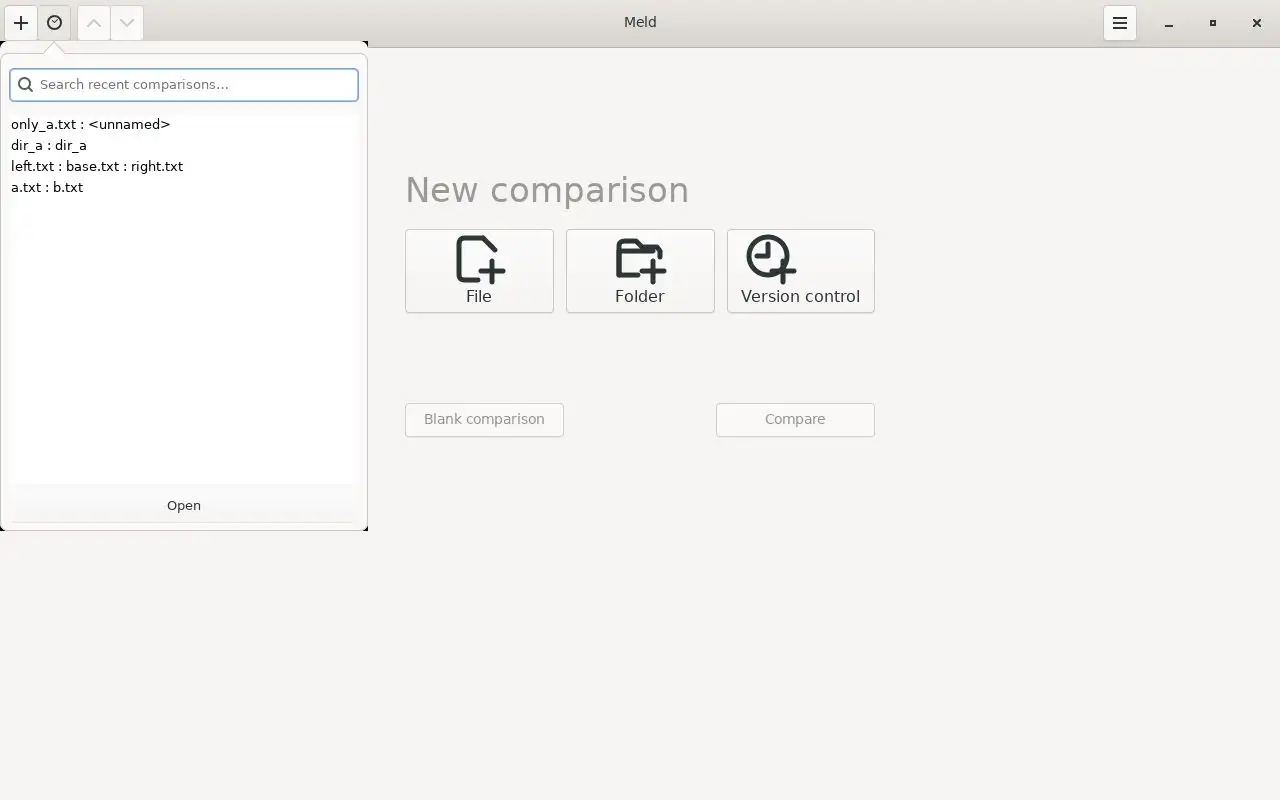 Meld
Search recent comparisons…
only_a.txt : <unnamed>
dir_a : dir_a
left.txt : base.txt : right.txt
a.txt : b.txt
Open
New comparison
File
Folder
Version control
Blank comparison
Compare